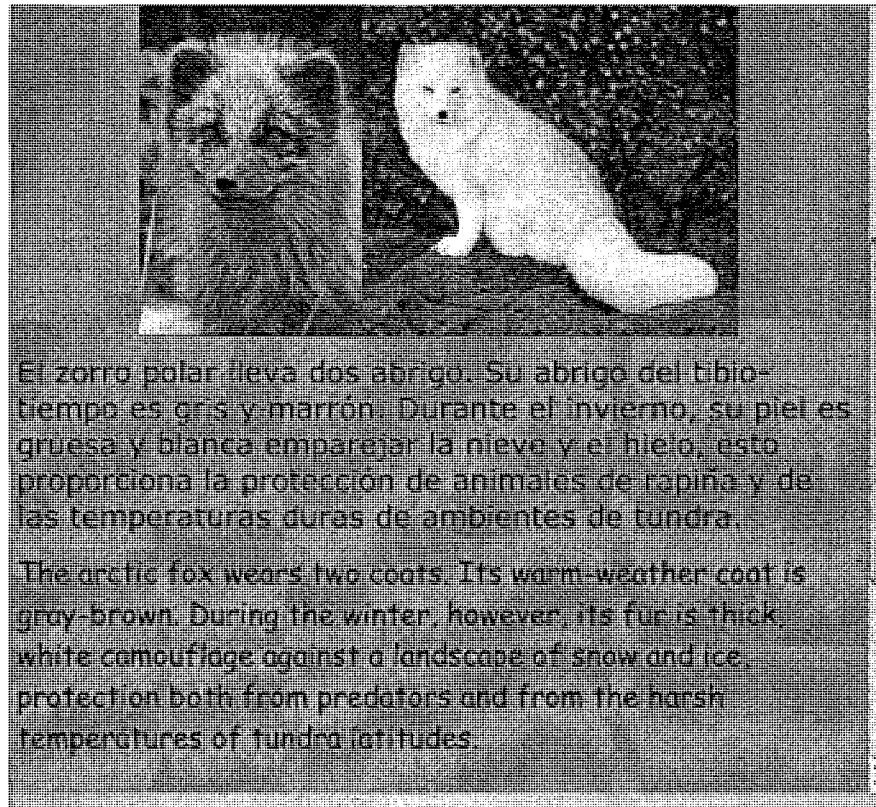 El zorro polar lleva dos abrigo. Su abrigo del tibio-
tiempo es gris y marrón. Durante el invierno, su piel es
gruesa y blanca emparejar la nieve y el hielo, esto
proporciona la protección de animales de rapiña y de
las temperaturas duras de ambientes de tundra.
The arctic fox wears two coats. Its warm-weather coat is
gray-brown. During the winter, however, its fur is thick,
white camouflage against a landscape of snow and ice,
protection both from predators and from the harsh
temperatures of tundra latitudes.